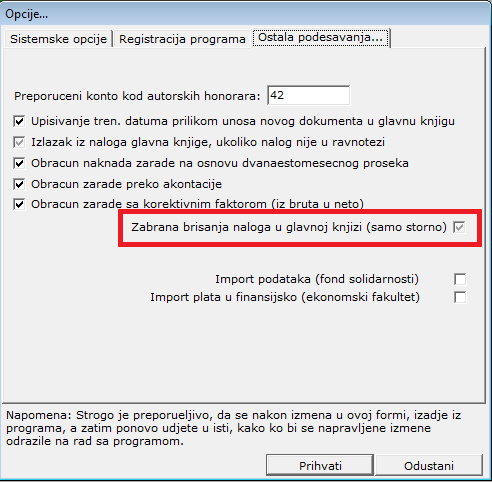 Opcije...
Sistemske opcije Registracija programa Ostala podesavanja...
Preporuceni konto kod autorskih honorara: 42
Upisivanje tren. datuma prilikom unosa novog dokumenta u glavnu knjigu
Izlazak iz naloga glavna knjige, ukoliko nalog nije u ravnotezi
Obracun naknada zarade na osnovu dvanaestomesecnog proseka
Obracun zarade preko akontacije
Obracun zarade sa korektivnim faktorom (iz bruta u neto)
Zabrana brisanja naloga u glavnoj knjizi (samo storno)
Import podataka (fond solidarnosti)
Import plata u finansijsko (ekonomski fakultet)
Napomena: Strogo je preporueljivo, da se nakon izmena u ovoj formi, izadje iz
programa, a zatim ponovo udjete u isti, kako ko bi se napravljene izmene
odrazile na rad sa programom.
Prihvati Odustani